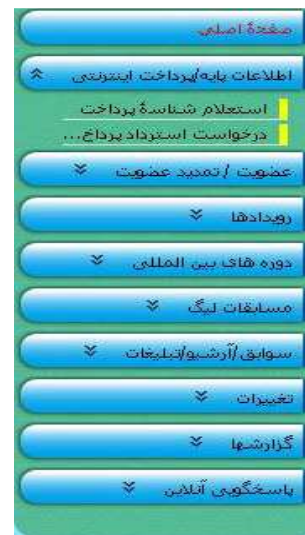 صفحهٔ اصلی
اطلاعات پایه/پرداخت اینترنتی
استعلام شناسهٔ پرداخت
درخواست استرداد پرداخ...
عضویت / تمدید عضویت
رویدادها
دوره های بین المللی
مسابقات لیگ
سوابق/آرشیو/تبلیغات
تغییرات
گزارشها
پاسخگویی آنلاین